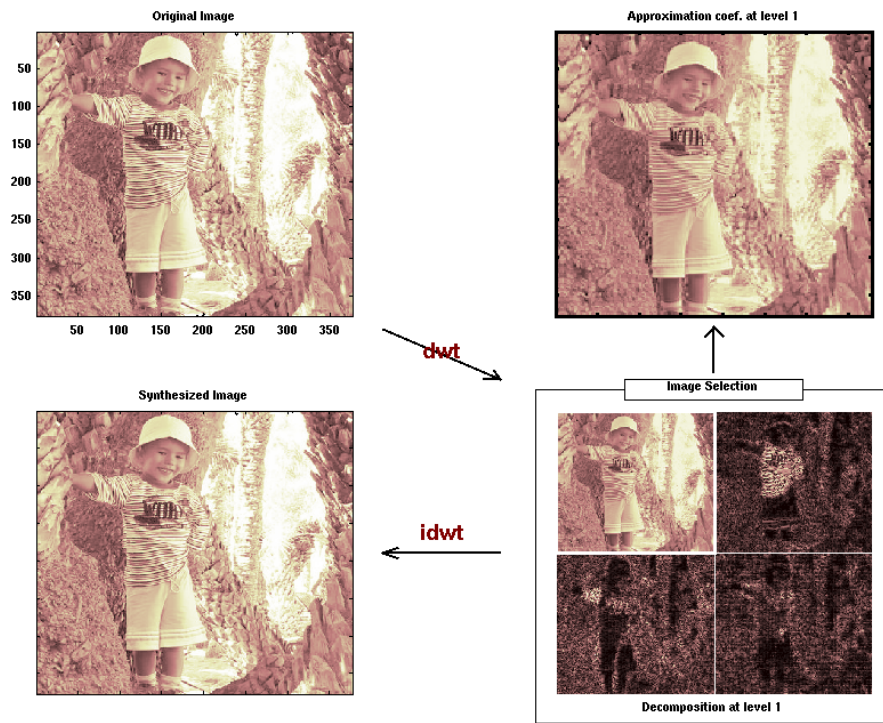 Original Image
50
100
150
200
250
300
350
50 100 150 200 250 300 350
Approximation coef. at level 1
dwt
Synthesized Image
idwt
Image Selection
Decomposition at level 1